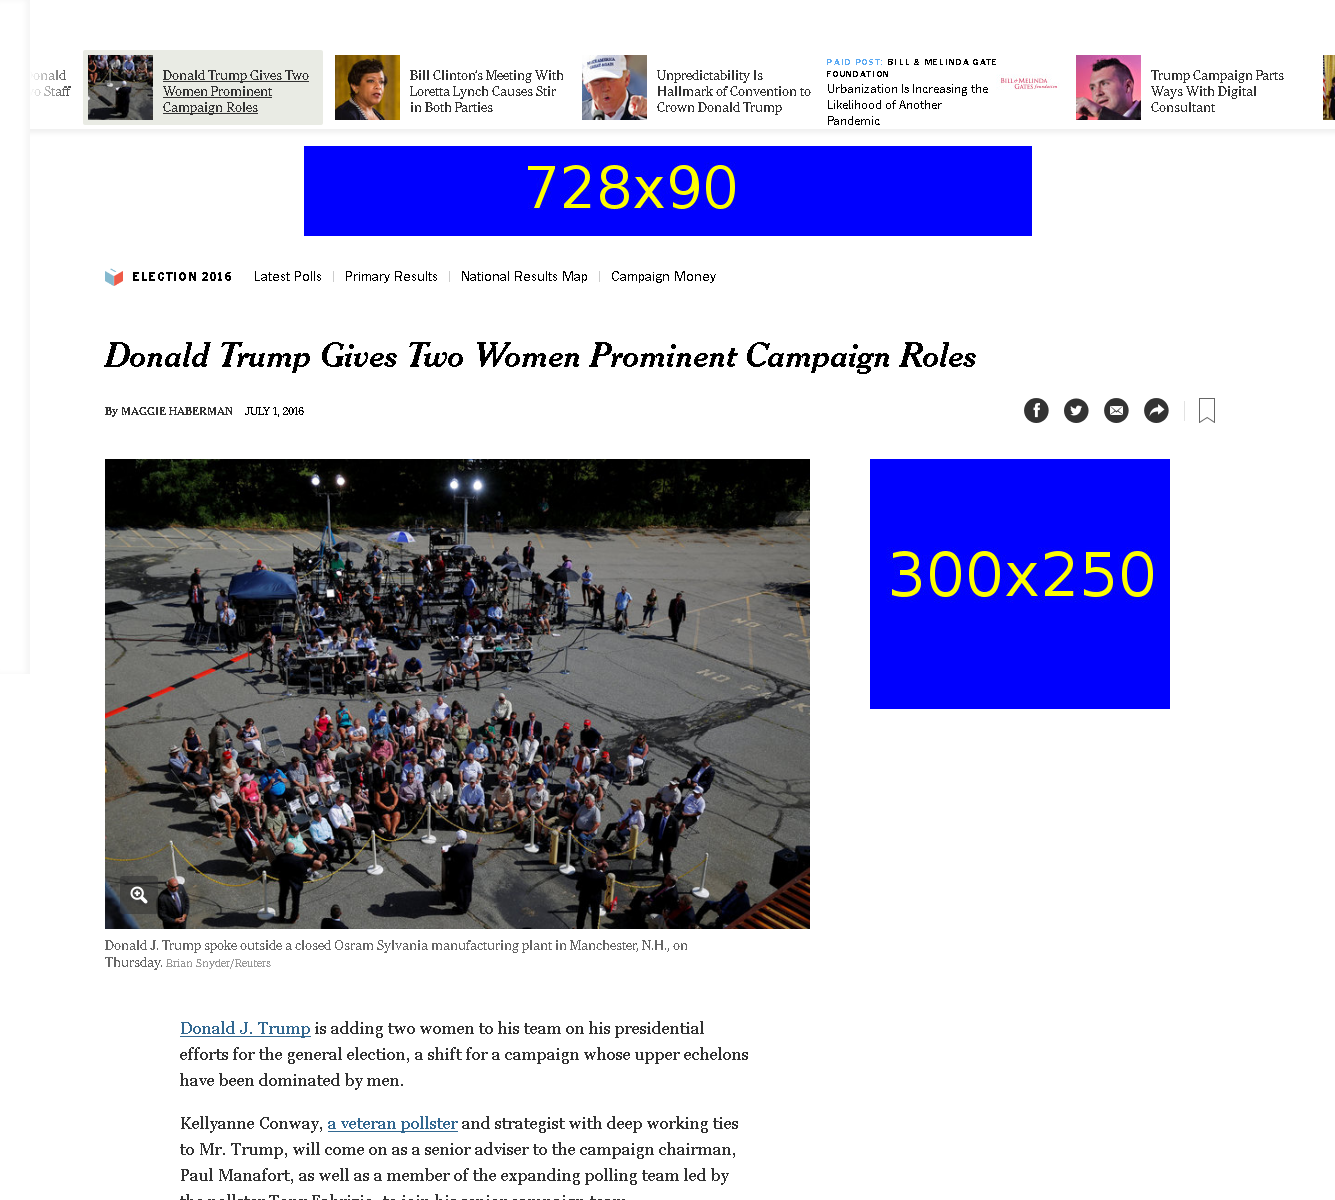 onald
o Staff
Donald Trump Gives Two
Women Prominent
Campaign Roles
Bill Clinton's Meeting With
Loretta Lynch Causes Stir
in Both Parties
Unpredictability Is
Hallmark of Convention to
Crown Donald Trump
PAID POST: BILL & MELINDA GATE
FOUNDATION
Urbanization Is Increasing the
Likelihood of Another
Pandemic
BILL & MELINDA
GATES foundation
Trump Campaign Parts
Ways With Digital
Consultant
728x90
ELECTION 2016
Latest Polls
Primary Results
National Results Map
Campaign Money
Donald Trump Gives Two Women Prominent Campaign Roles
By MAGGIE HABERMAN JULY 1, 2016
300x250
NO PA
Donald J. Trump spoke outside a closed Osram Sylvania manufacturing plant in Manchester, N.H., on
Thursday. Brian Snyder/Reuters
Donald J. Trump is adding two women to his team on his presidential
efforts for the general election, a shift for a campaign whose upper echelons
have been dominated by men.
Kellyanne Conway, a veteran pollster and strategist with deep working ties
to Mr. Trump, will come on as a senior adviser to the campaign chairman,
Paul Manafort, as well as a member of the expanding polling team led by